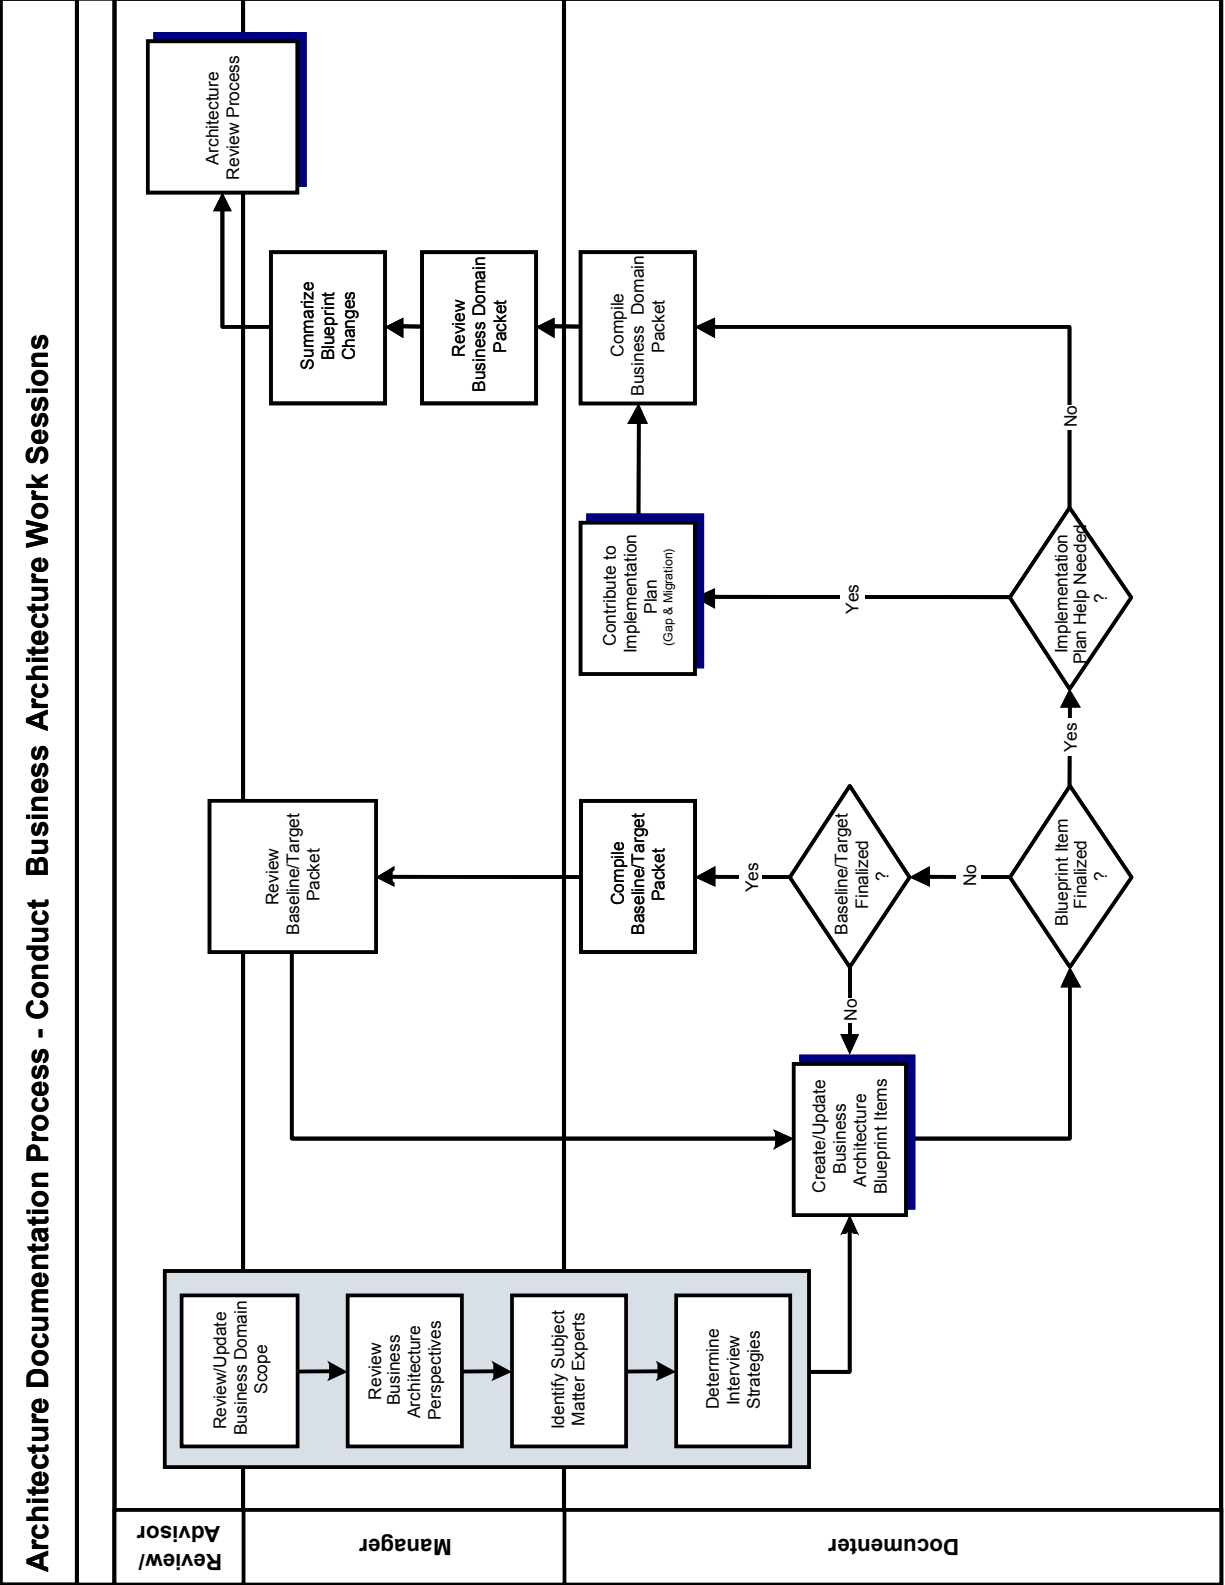 Architecture Documentation Process - Conduct Business Architecture Work Sessions
Review/
Advisor
Manager
Documenter
Review/Update
Business Domain
Scope
Review
Business
Architecture
Perspectives
Identify Subject
Matter Experts
Determine
Interview
Strategies
Create/Update
Business
Architecture
Blueprint Items
Review
Baseline/Target
Packet
Compile
Baseline/Target
Packet
Yes
Baseline/Target
Finalized
?
No
No
Blueprint Item
Finalized
?
Yes
Implementation
Plan Help Needed
?
Yes
No
Contribute to
Implementation
Plan
(Gap & Migration)
Compile
Business Domain
Packet
Review
Business Domain
Packet
Summarize
Blueprint
Changes
Architecture
Review Process